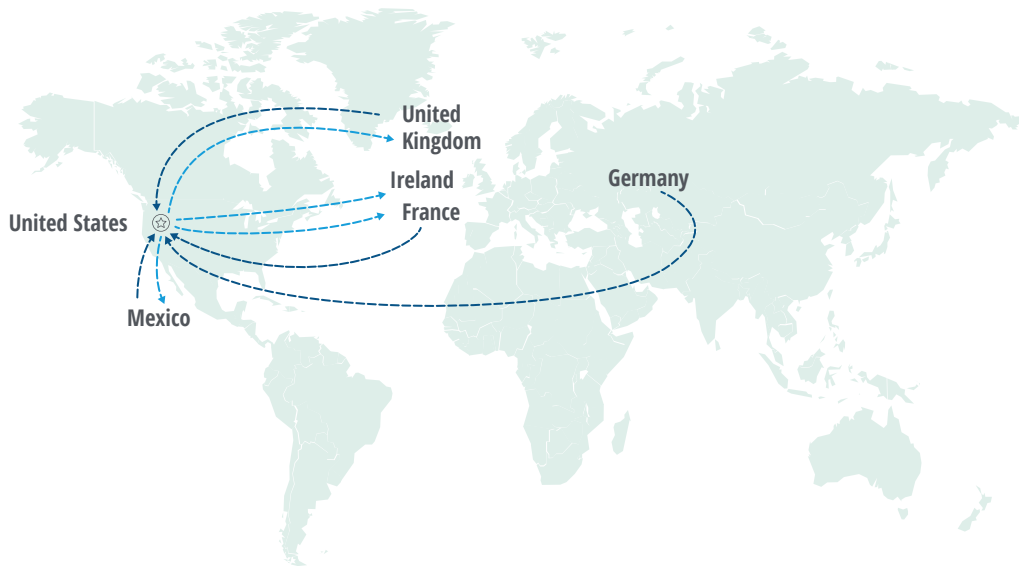 United
Kingdom
Ireland
Germany
France
United States
Mexico